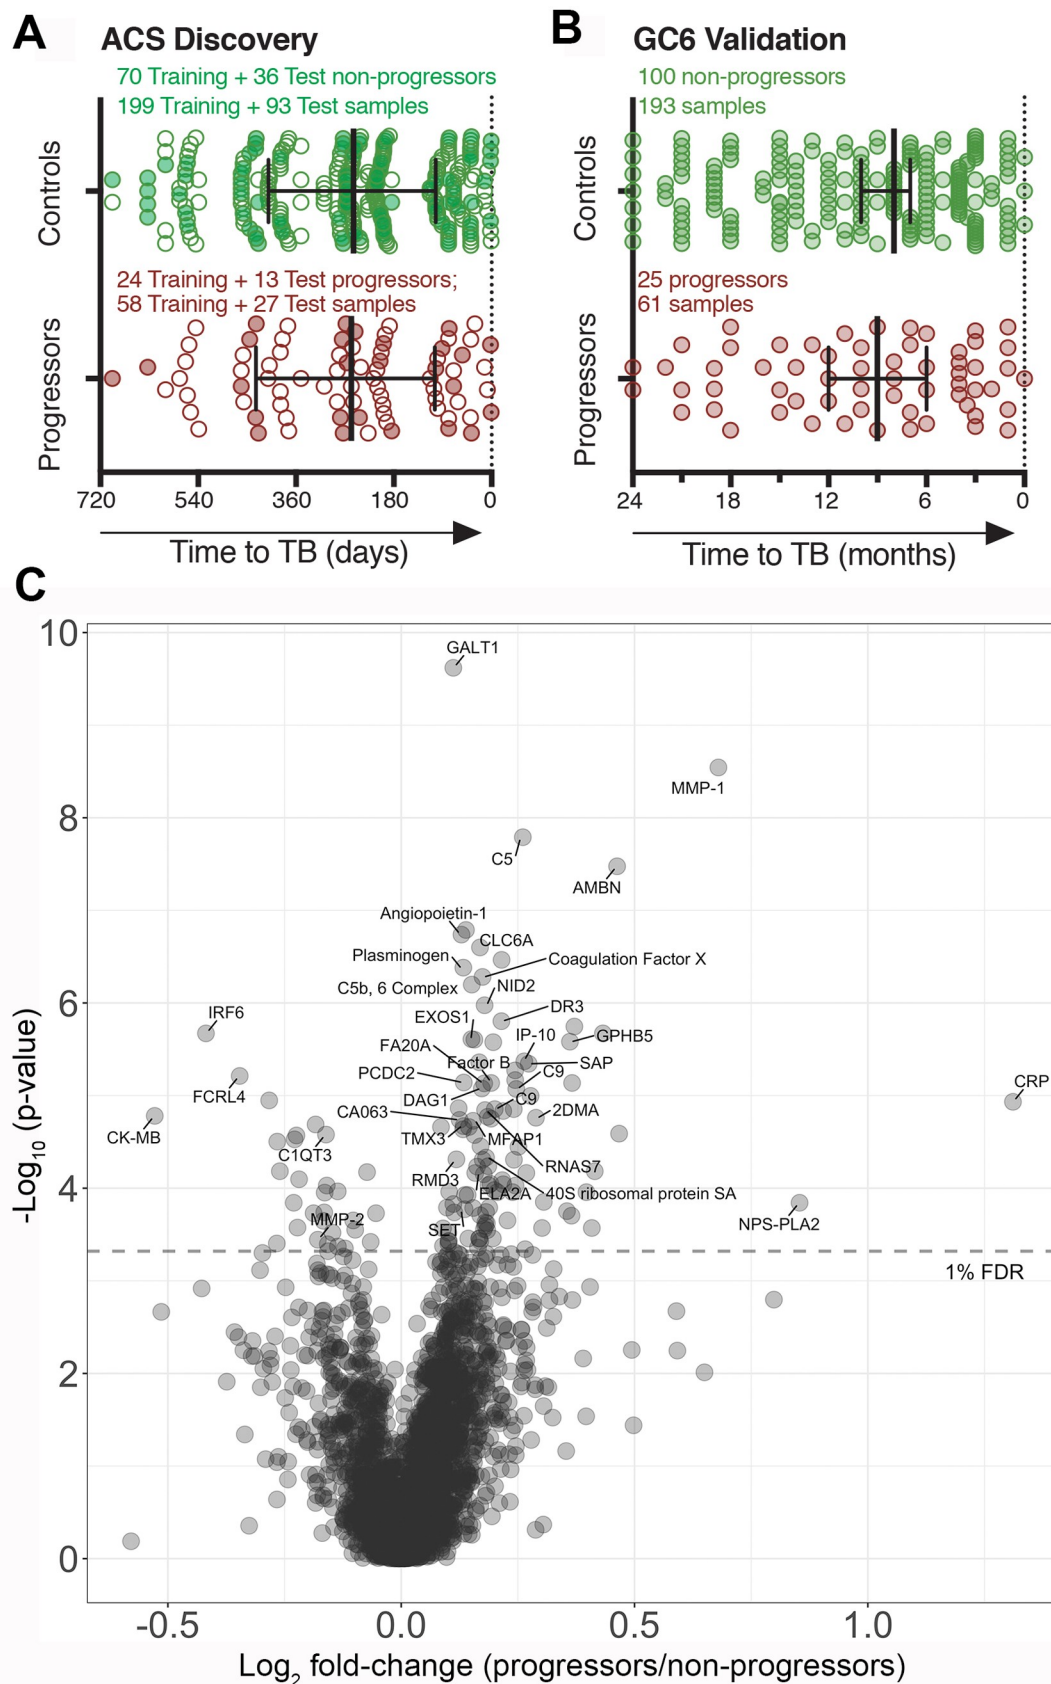 A
ACS Discovery
70 Training + 36 Test non-progressors
199 Training + 93 Test samples
Controls
24 Training + 13 Test progressors;
58 Training + 27 Test samples
Progressors
720 540 360 180 0
Time to TB (days)
B
GC6 Validation
100 non-progressors
193 samples
Controls
25 progressors
61 samples
Progressors
24 18 12 6 0
Time to TB (months)
C
-Log10 (p-value)
10
8
6
4
2
0
GALT1
MMP-1
C5
AMBN
Angiopoietin-1
CLC6A
Plasminogen
Coagulation Factor X
C5b, 6 Complex
NID2
IRF6
DR3
EXOS1
IP-10
GPHB5
FA20A
Factor B
SAP
PCDC2
C9
CRP
FCRL4
DAG1
C9
CA063
2DMA
CK-MB
TMX3
MFAP1
C1QT3
RNAS7
RMD3
ELA2A
40S ribosomal protein SA
MMP-2
SET
NPS-PLA2
1% FDR
-0.5 0.0 0.5 1.0
Log2 fold-change (progressors/non-progressors)